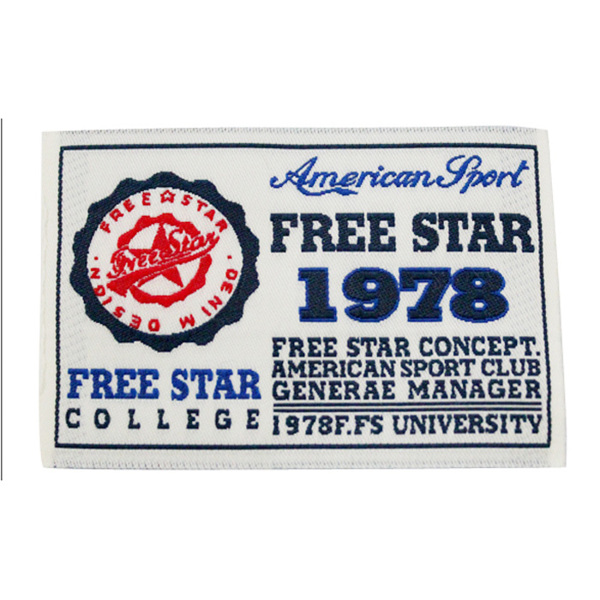 FREE★STAR
· DENIM DESIGN ·
Free Star
FREE STAR
COLLEGE
American Sport
FREE STAR
1978
FREE STAR CONCEPT.
AMERICAN SPORT CLUB
GENERAE MANAGER
1978F.FS UNIVERSITY